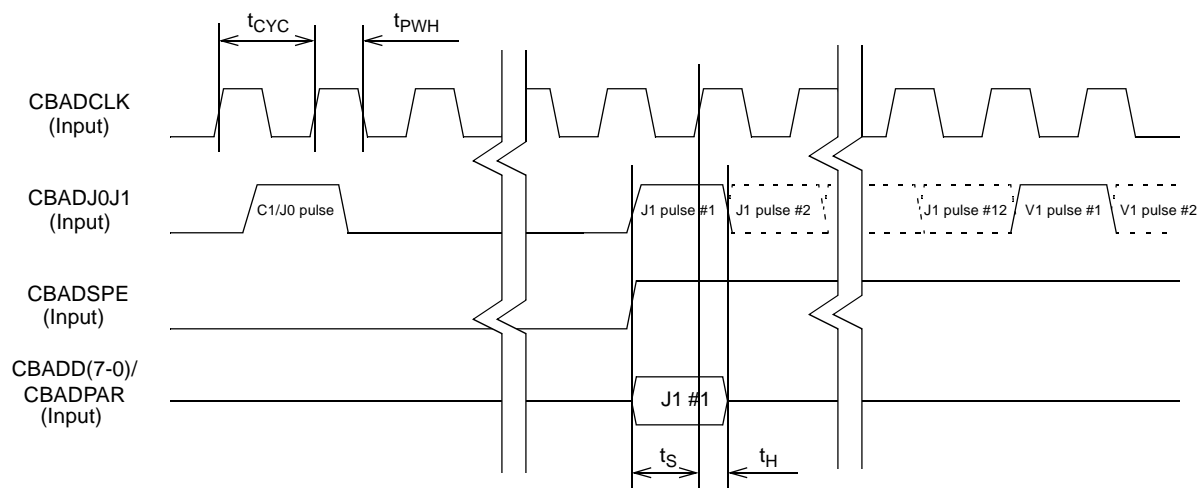 tCYC
tPWH
CBADCLK
(Input)
CBADJ0J1
(Input)
C1/J0 pulse
J1 pulse #1
J1 pulse #2
J1 pulse #12
V1 pulse #1
V1 pulse #2
CBADSPE
(Input)
CBADD(7-0)/
CBADPAR
(Input)
J1 #1
tS
tH